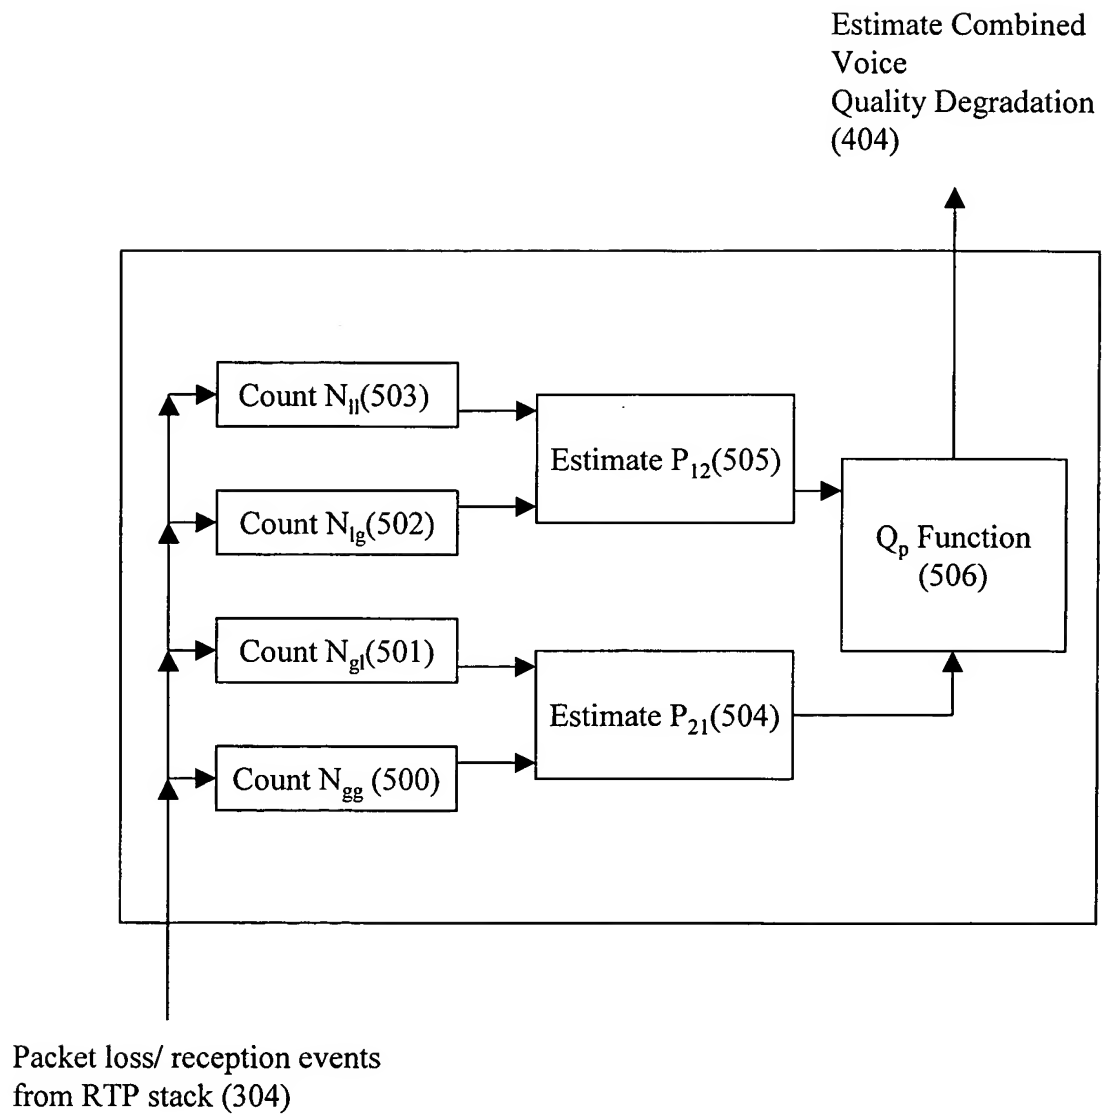 Estimate Combined
Voice
Quality Degradation
(404)
Count N_ll(503)
Estimate P_12(505)
Count N_lg(502)
Q_p Function
(506)
Count N_gl(501)
Estimate P_21(504)
Count N_gg (500)
Packet loss/ reception events
from RTP stack (304)